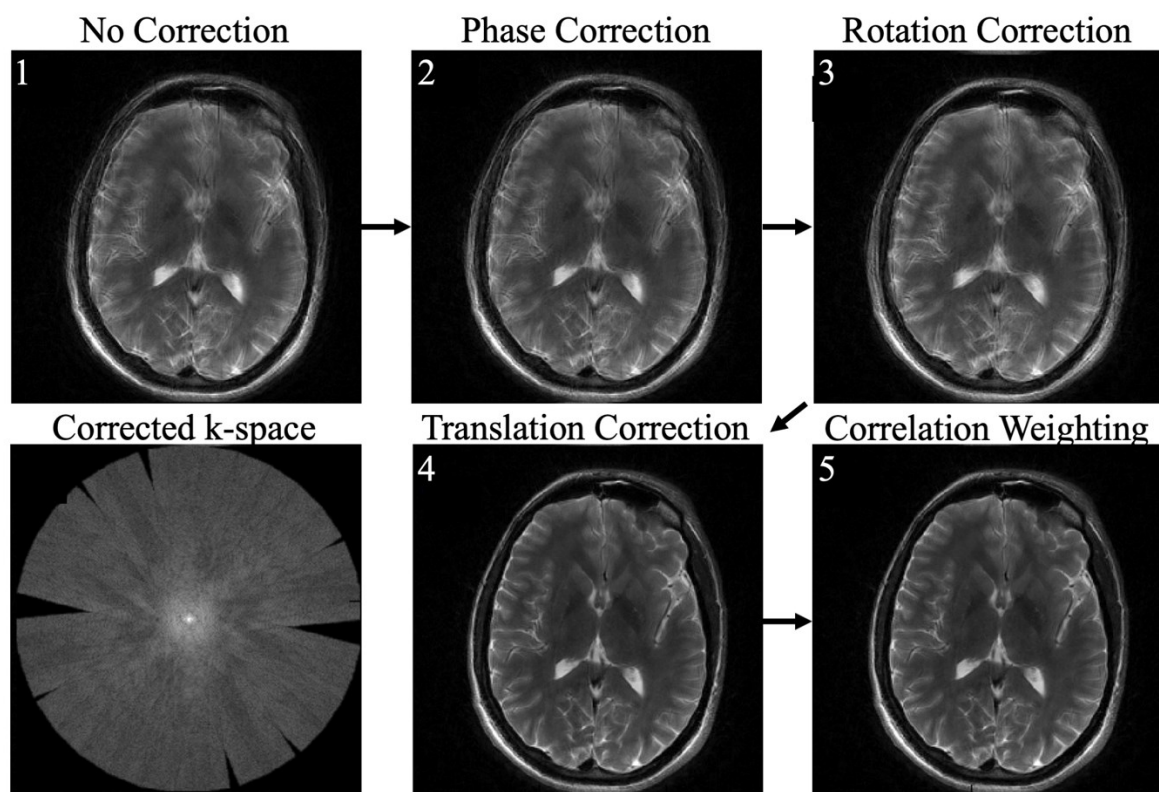 No Correction
Phase Correction
Rotation Correction
1
2
3
Corrected k-space
Translation Correction
Correlation Weighting
4
5